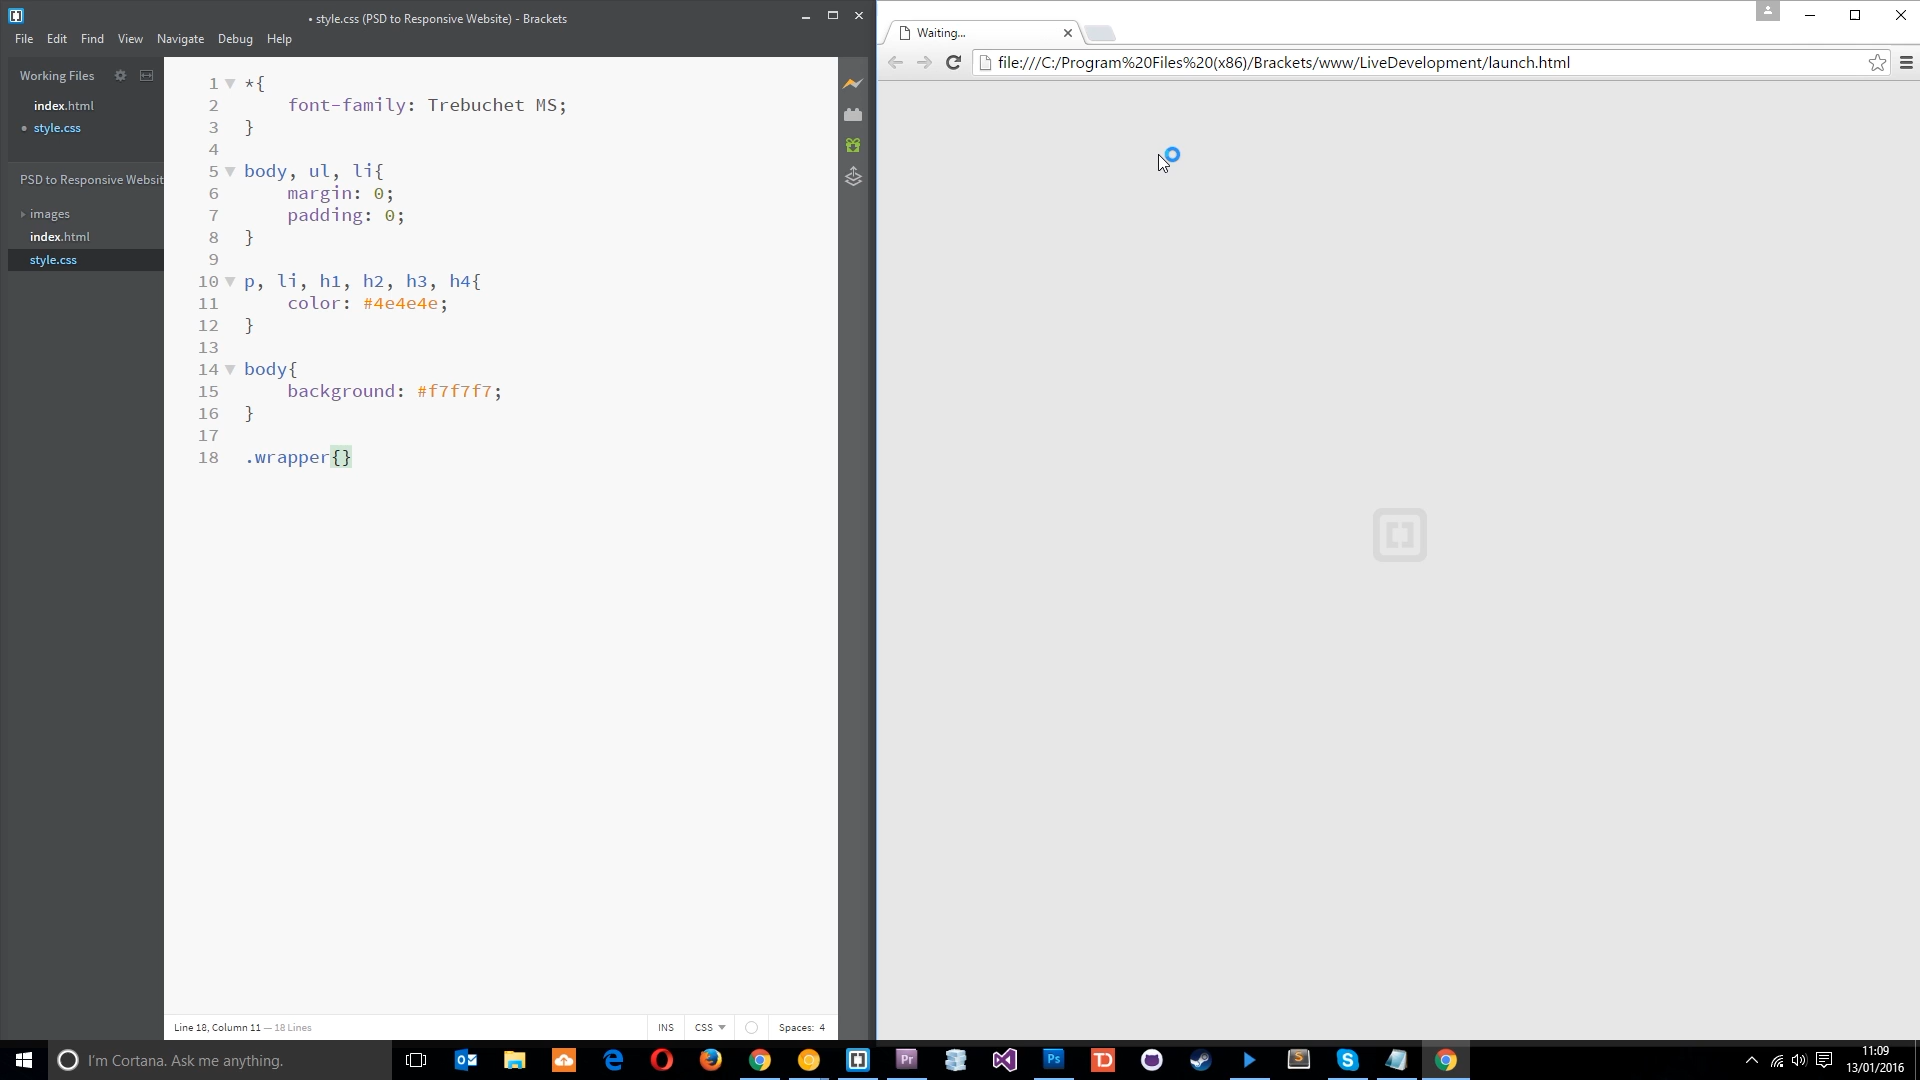 • style.css (PSD to Responsive Website) - Brackets
File Edit Find View Navigate Debug Help
Working Files
index.html
• style.css
PSD to Responsive Websit
images
index.html
style.css
1 *{
2 font-family: Trebuchet MS;
3 }
4
5 body, ul, li{
6 margin: 0;
7 padding: 0;
8 }
9
10 p, li, h1, h2, h3, h4{
11 color: #4e4e4e;
12 }
13
14 body{
15 background: #f7f7f7;
16 }
17
18 .wrapper{}
Line 18, Column 11 — 18 Lines
INS CSS Spaces: 4
Waiting...
file:///C:/Program%20Files%20(x86)/Brackets/www/LiveDevelopment/launch.html
I'm Cortana. Ask me anything.
Pr
Ps
TD
S
S
11:09
13/01/2016